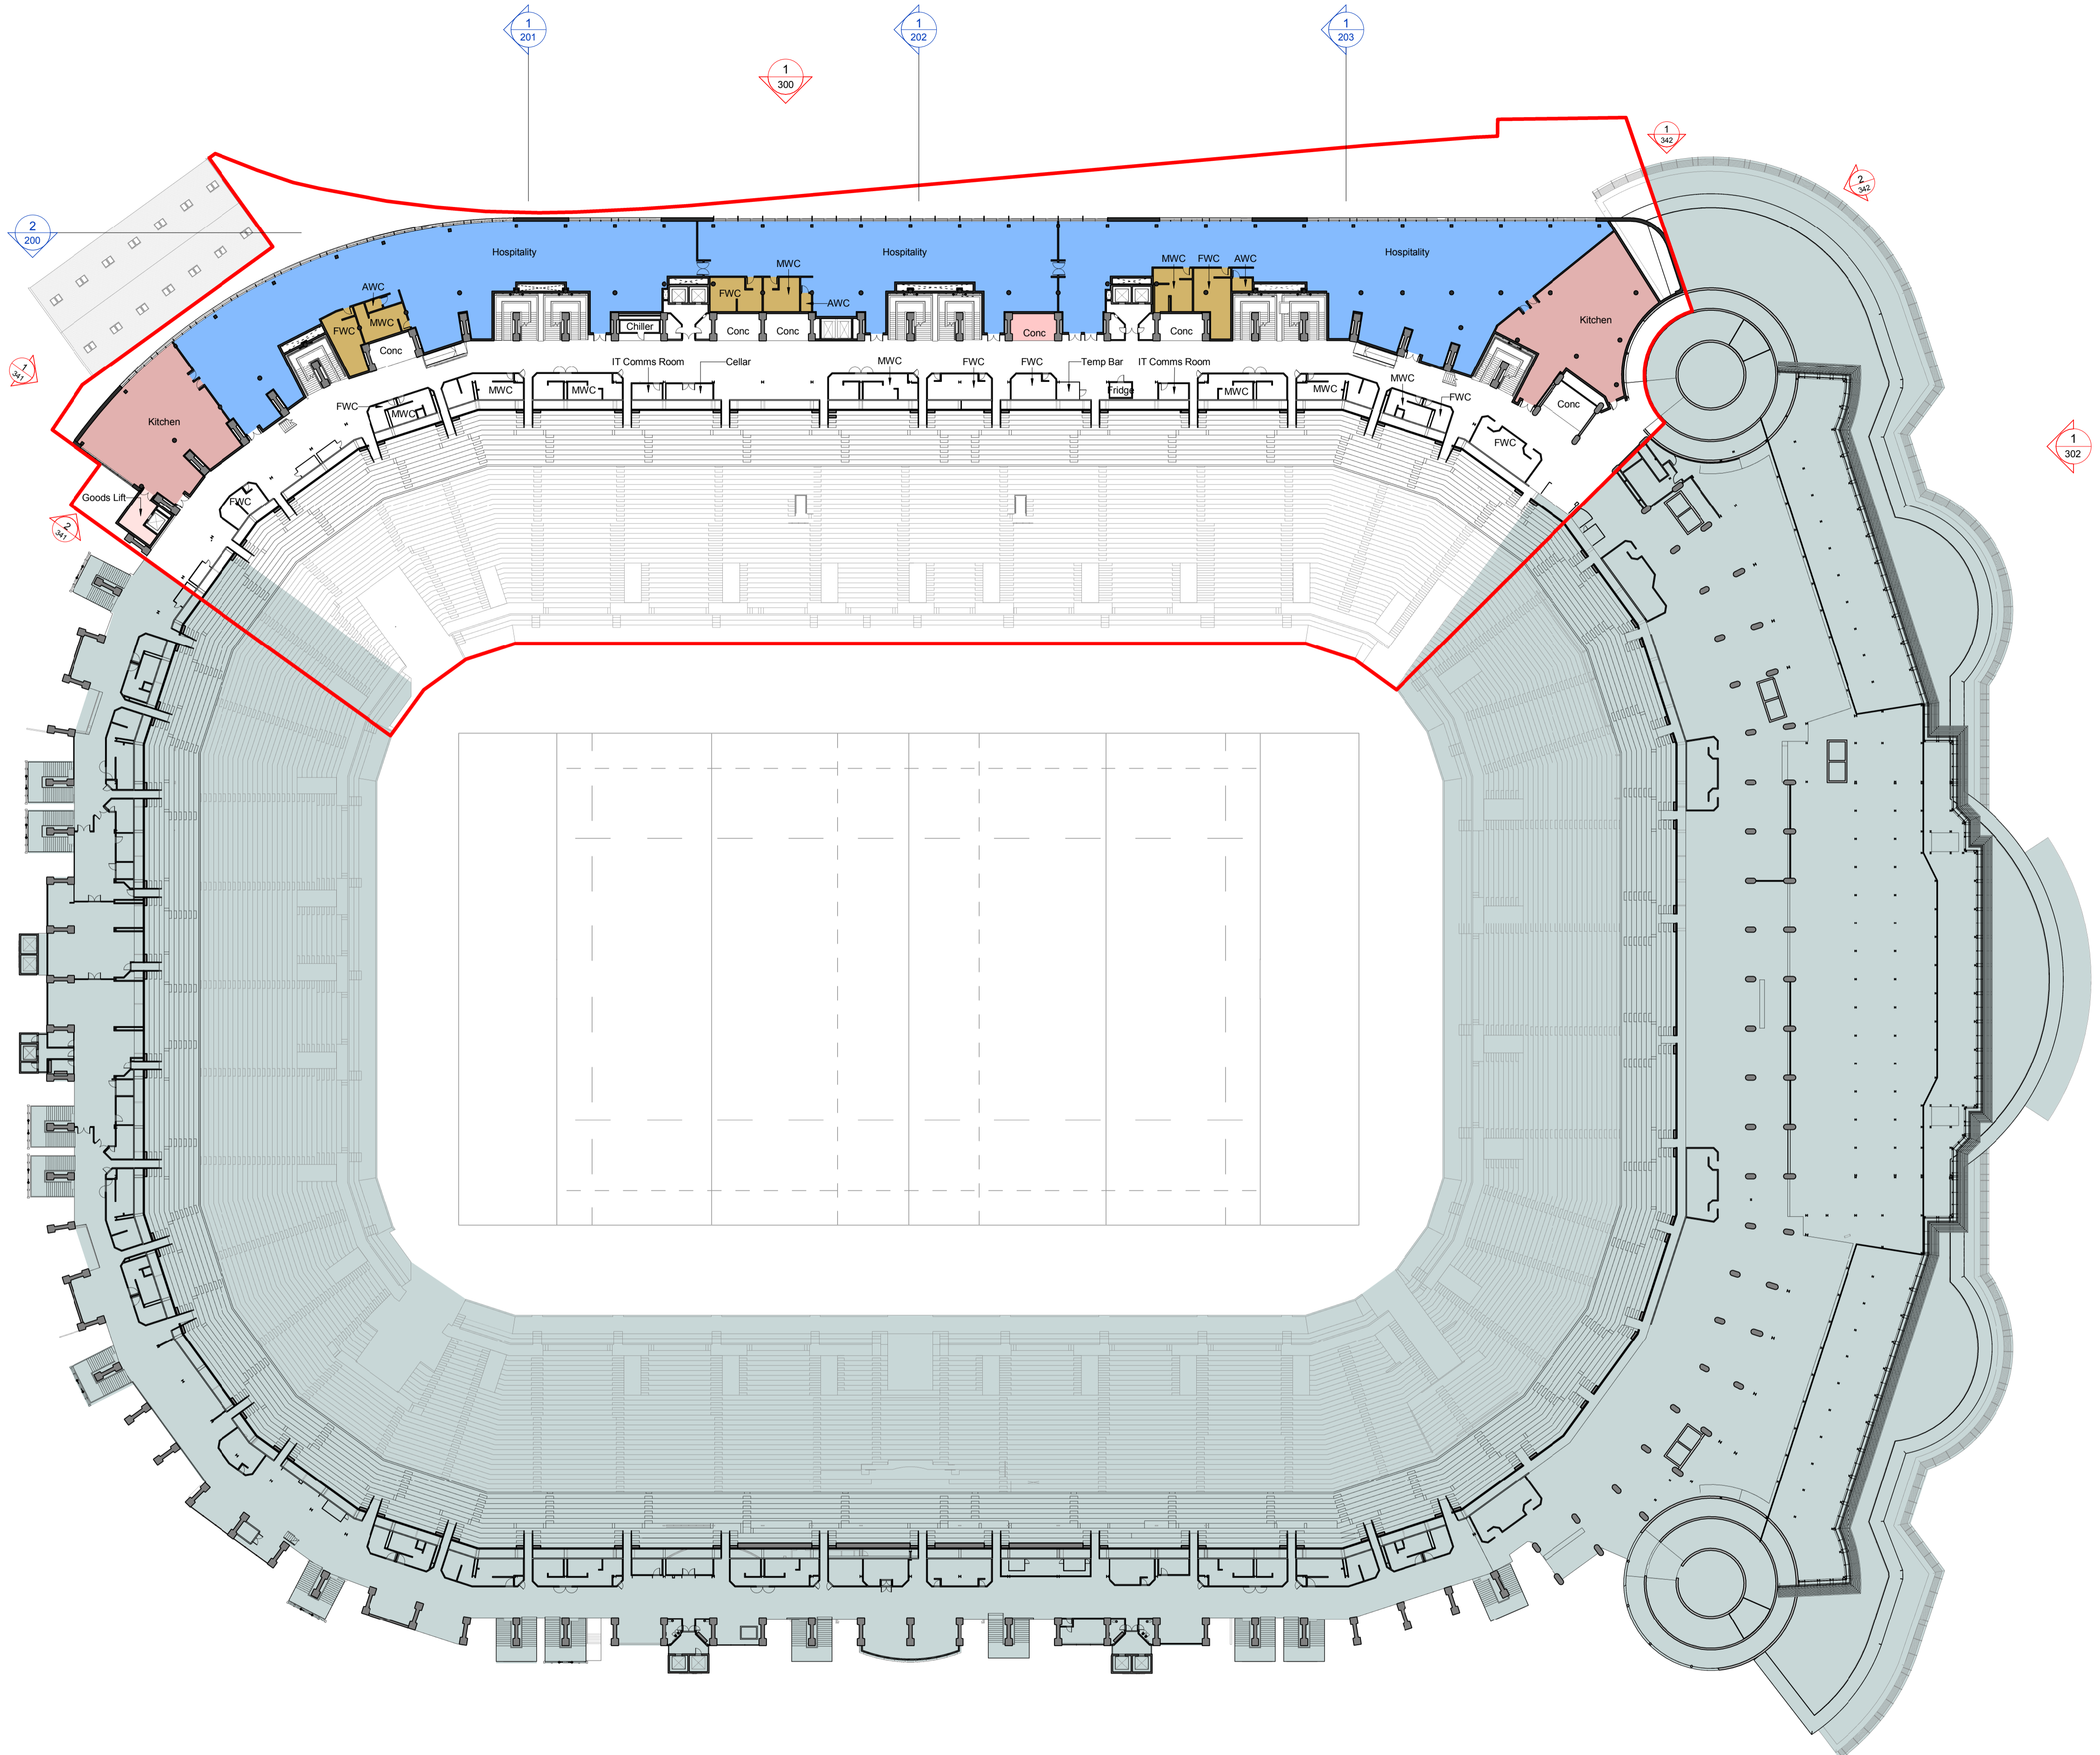 1
201
1
202
1
203
1
300
1
342
2
342
2
200
Hospitality
Hospitality
Hospitality
MWC
MWC
FWC
AWC
AWC
FWC
AWC
FWC
MWC
Chiller
Conc
Conc
Conc
Conc
Conc
Kitchen
1
341
IT Comms Room
Cellar
MWC
FWC
FWC
Temp Bar
IT Comms Room
MWC
MWC
Fridge
MWC
MWC
MWC
FWC
FWC
MWC
Conc
Kitchen
FWC
1
302
Goods Lift
FWC
2
341